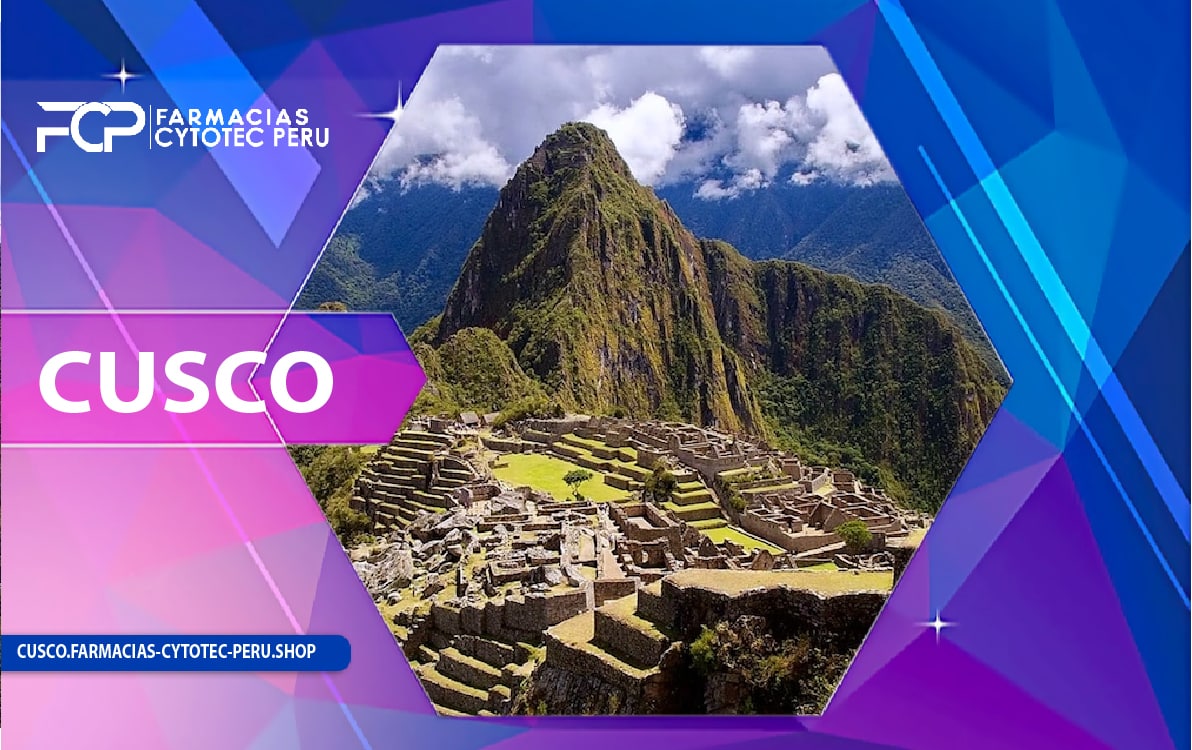 FCP
FARMACIAS
CYTOTEC PERU
CUSCO
CUSCO.FARMACIAS-CYTOTEC-PERU.SHOP